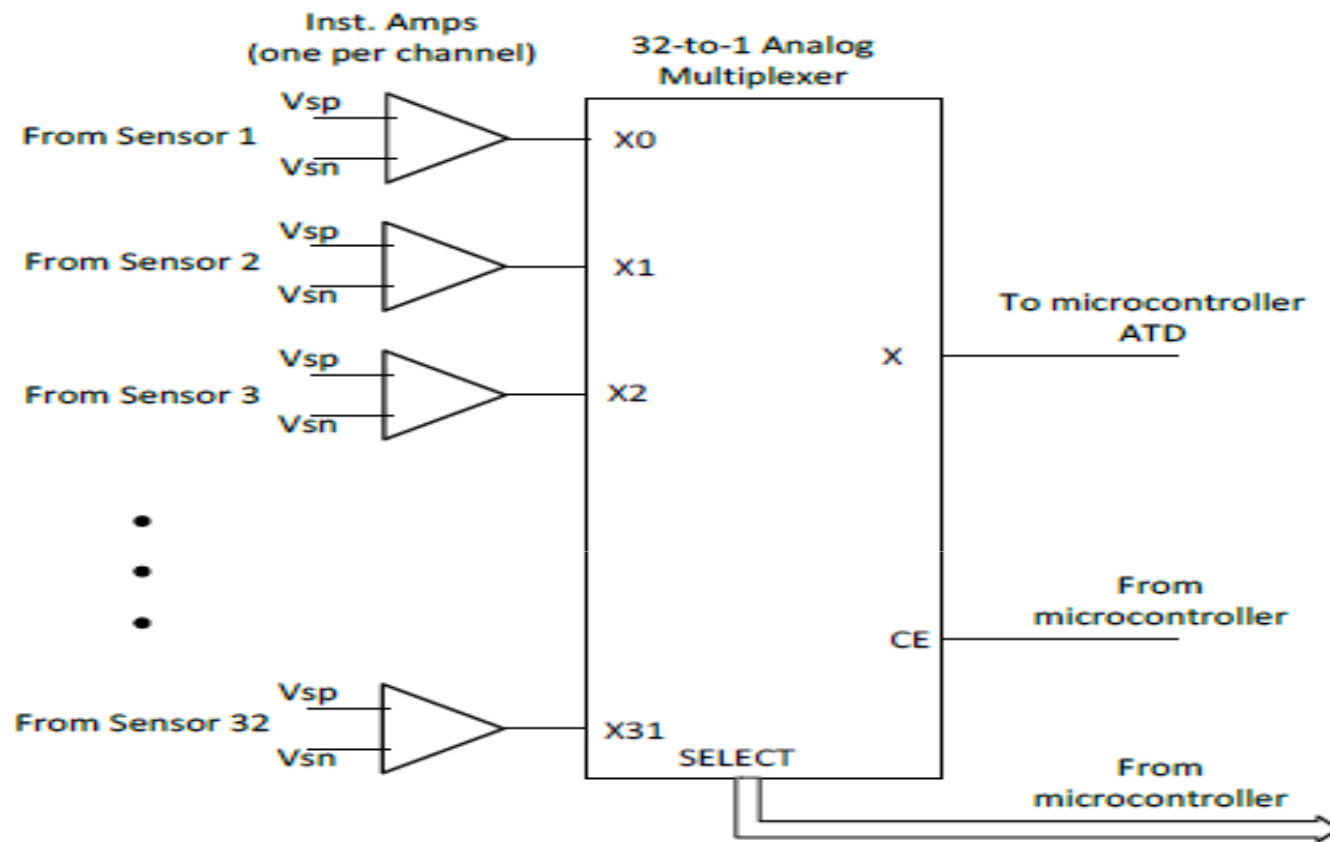 Inst. Amps
(one per channel)
32-to-1 Analog
Multiplexer
Vsp
From Sensor 1
Vsn
X0
Vsp
From Sensor 2
Vsn
X1
To microcontroller
ATD
Vsp
From Sensor 3
Vsn
X2
X
From
microcontroller
CE
Vsp
From Sensor 32
Vsn
X31
SELECT
From
microcontroller